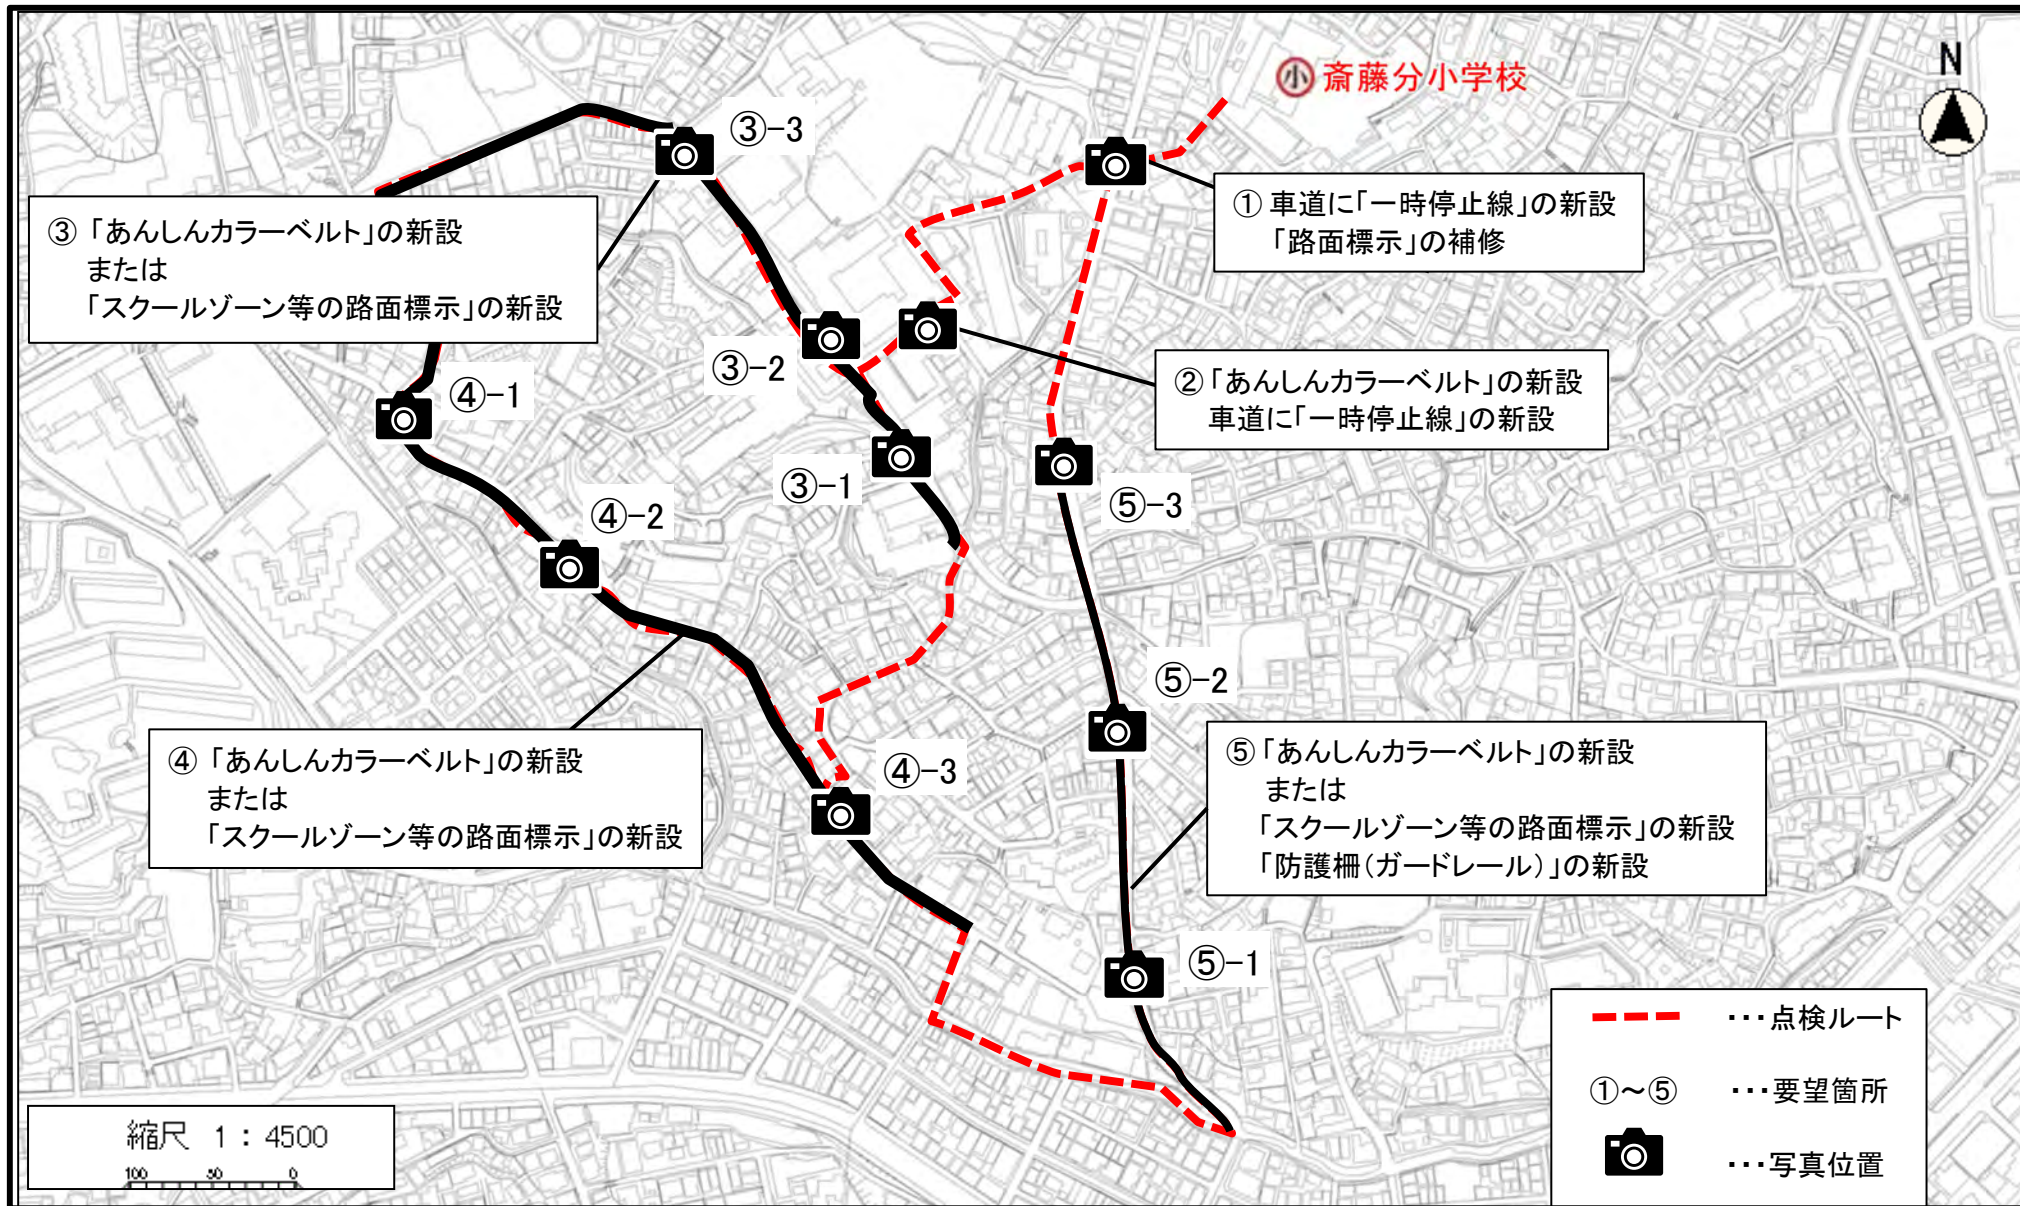 小 斎藤分小学校
N
③-3
① 車道に「一時停止線」の新設
「路面標示」の補修
③ 「あんしんカラーベルト」の新設
または
「スクールゾーン等の路面標示」の新設
③-2
② 「あんしんカラーベルト」の新設
車道に「一時停止線」の新設
④-1
③-1
⑤-3
④-2
⑤-2
④ 「あんしんカラーベルト」の新設
または
「スクールゾーン等の路面標示」の新設
④-3
⑤ 「あんしんカラーベルト」の新設
または
「スクールゾーン等の路面標示」の新設
「防護柵(ガードレール)」の新設
⑤-1
…点検ルート
①～⑤ …要望箇所
…写真位置
縮尺 1 : 4500
100 50 0